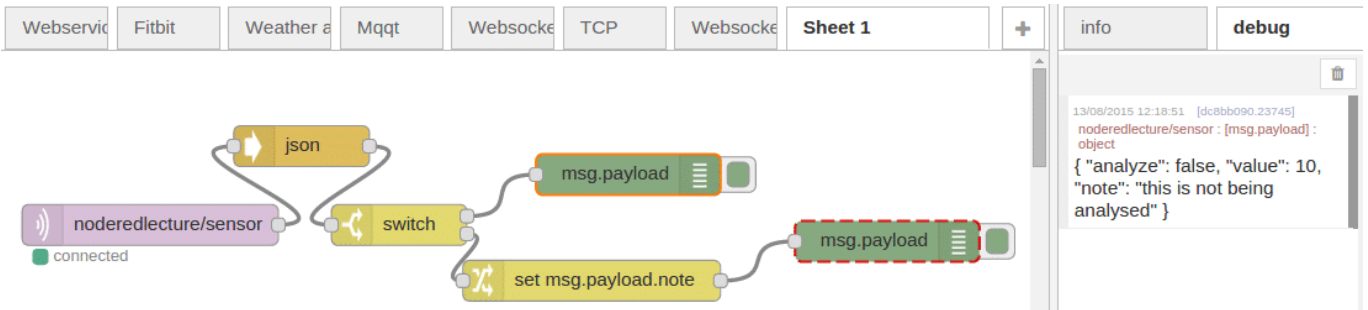 Webservic Fitbit Weather a Mqqt Websocke TCP Websocke Sheet 1 + info debug
13/08/2015 12:18:51 [dc8bb090.23745]
noderedlecture/sensor : [msg.payload] :
object
{ "analyze": false, "value": 10,
"note": "this is not being
analysed" }
json
msg.payload
noderedlecture/sensor
switch
msg.payload
connected
set msg.payload.note